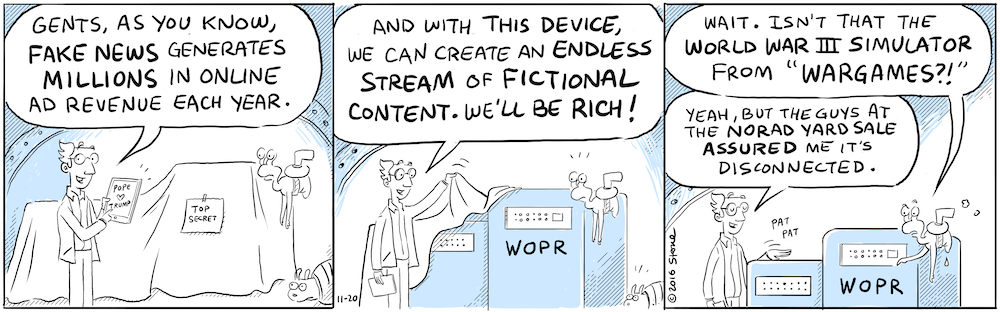 GENTS, AS YOU KNOW,
FAKE NEWS GENERATES
MILLIONS IN ONLINE
AD REVENUE EACH YEAR.
POPE
♡
TRUMP
TOP
SECRET
AND WITH THIS DEVICE,
WE CAN CREATE AN ENDLESS
STREAM OF FICTIONAL
CONTENT. WE'LL BE RICH!
WOPR
11-20
WAIT. ISN'T THAT THE
WORLD WAR III SIMULATOR
FROM "WARGAMES?!"
YEAH, BUT THE GUYS AT
THE NORAD YARD SALE
ASSURED ME IT'S
DISCONNECTED.
PAT
PAT
WOPR
©2016 Stone